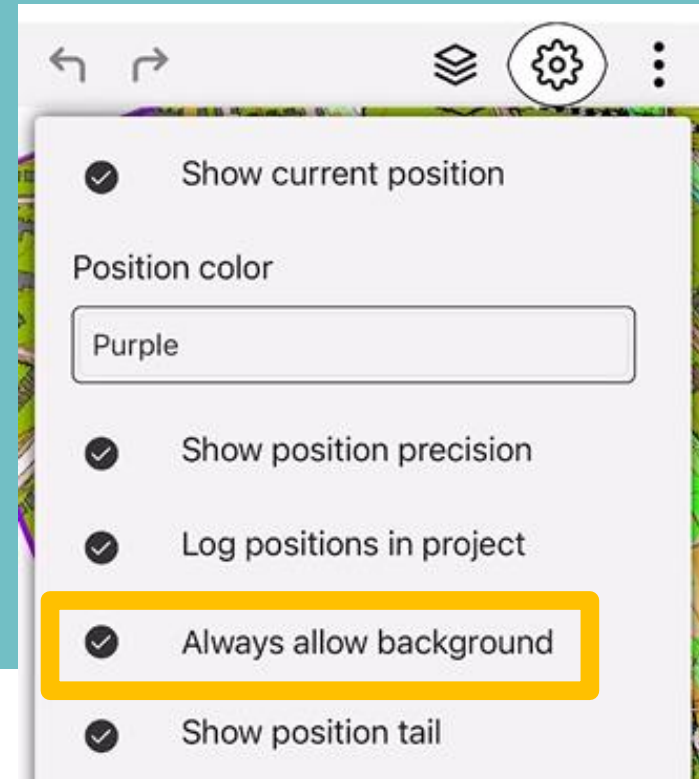 Show current position
Position color
Purple
Show position precision
Log positions in project
Always allow background
Show position tail